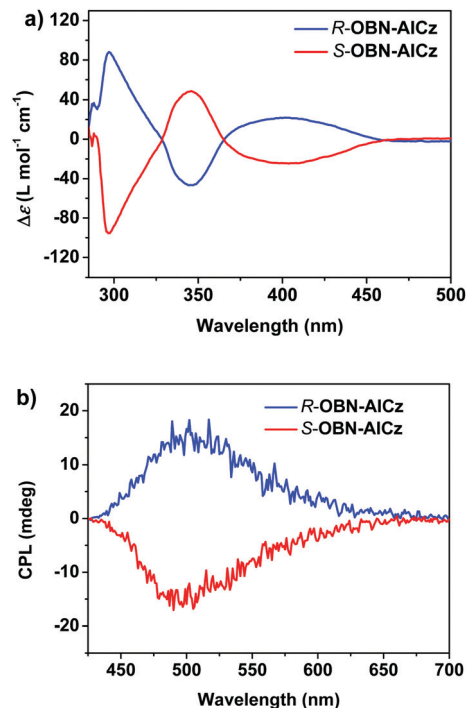 a)
R-OBN-AICz
S-OBN-AICz
Δε (L mol⁻¹ cm⁻¹)
120
80
40
0
-40
-80
-120
300 350 400 450 500
Wavelength (nm)
b)
R-OBN-AICz
S-OBN-AICz
CPL (mdeg)
20
10
0
-10
-20
450 500 550 600 650 700
Wavelength (nm)